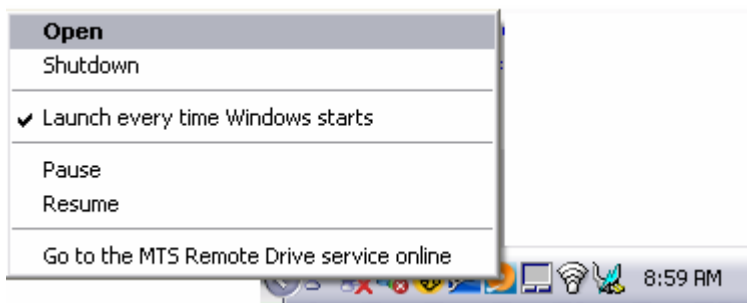 Open
Shutdown
Launch every time Windows starts
Pause
Resume
Go to the MTS Remote Drive service online
8:59 AM